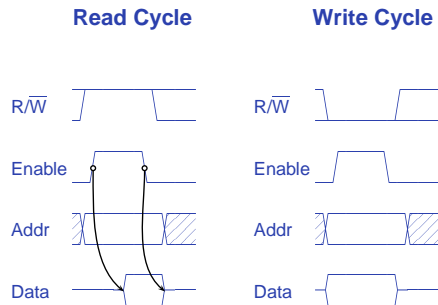 Read Cycle Write Cycle
R/W̅ R/W̅
Enable Enable
Addr Addr
Data Data